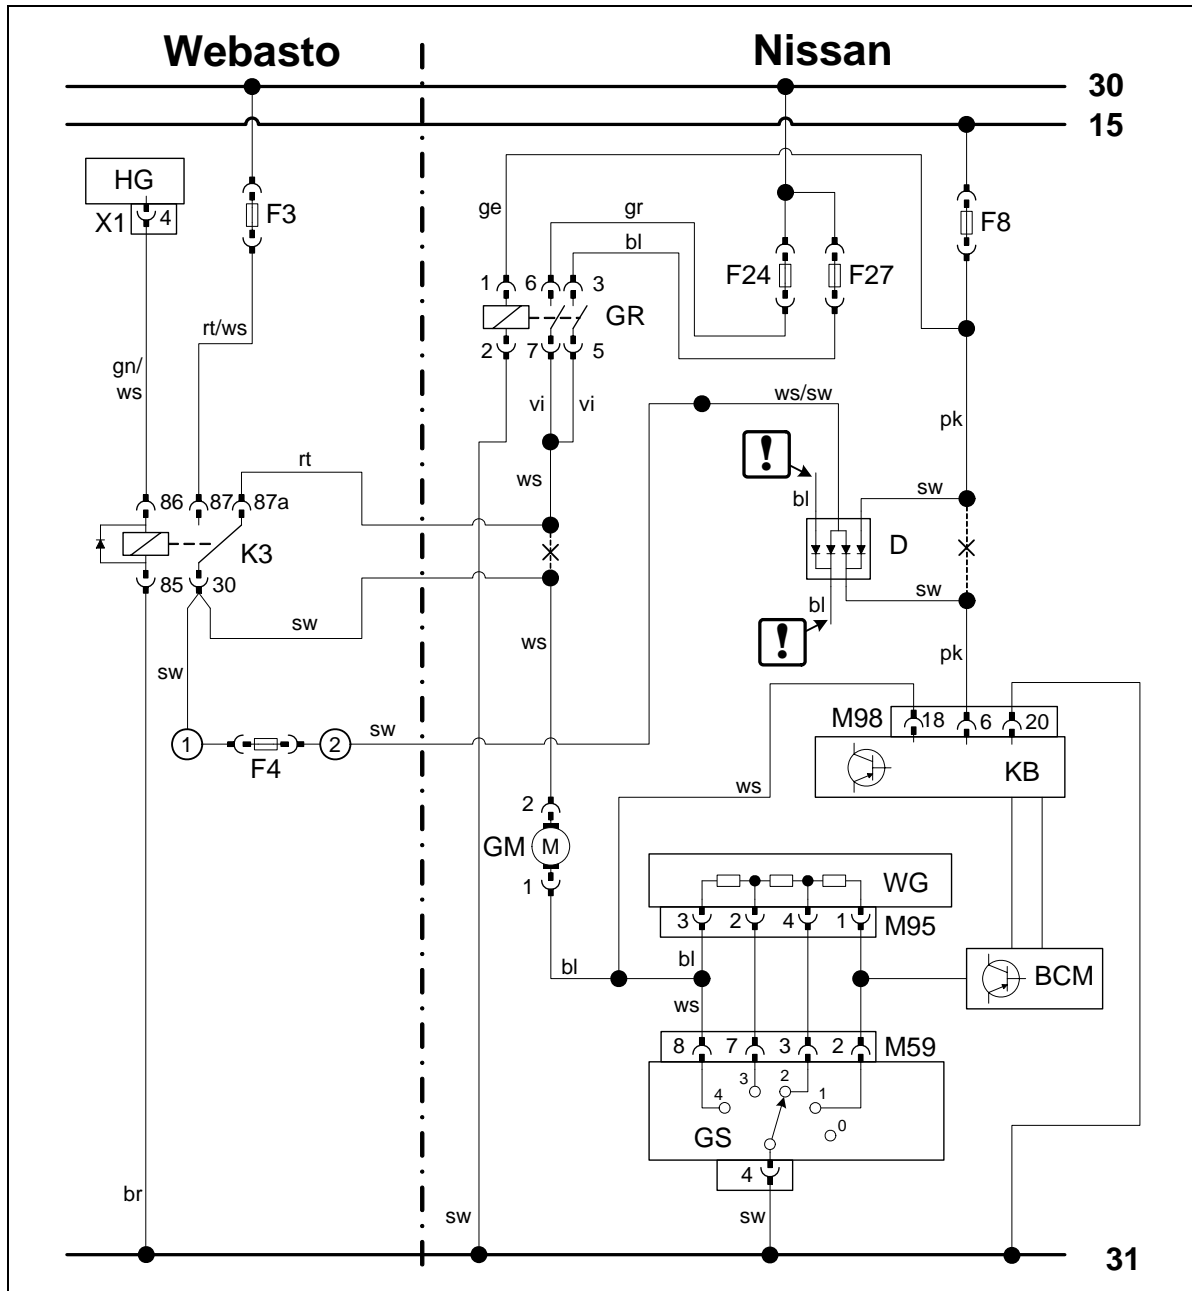 Webasto
Nissan
30
15
HG
X1
4
F3
ge
gr
bl
F8
F24
F27
1
6
3
GR
2
7
5
rt/ws
gn/
ws
vi
vi
ws/sw
pk
!
rt
ws
bl
sw
86
87
87a
D
K3
85
30
sw
bl
!
sw
ws
pk
sw
M98
18
6
20
1
2
sw
F4
KB
ws
2
GM
M
1
WG
3
2
4
1
M95
bl
bl
BCM
ws
8
7
3
2
M59
4
3
2
1
0
GS
4
br
sw
sw
31